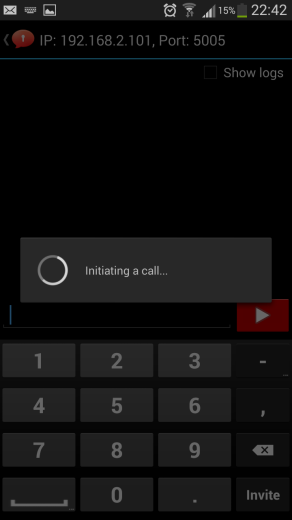 15% 22:42
IP: 192.168.2.101, Port: 5005
Show logs
Initiating a call...
1 2 3 -
4 5 6 ,
7 8 9
0 . Invite